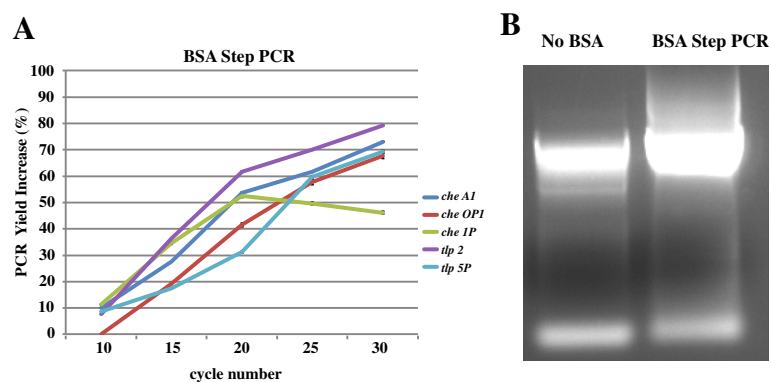 A
BSA Step PCR
PCR Yield Increase (%)
100
90
80
70
60
50
40
30
20
10
0
10 15 20 25 30
cycle number
che A1
che OP1
che 1P
tlp 2
tlp 5P
B
No BSA BSA Step PCR